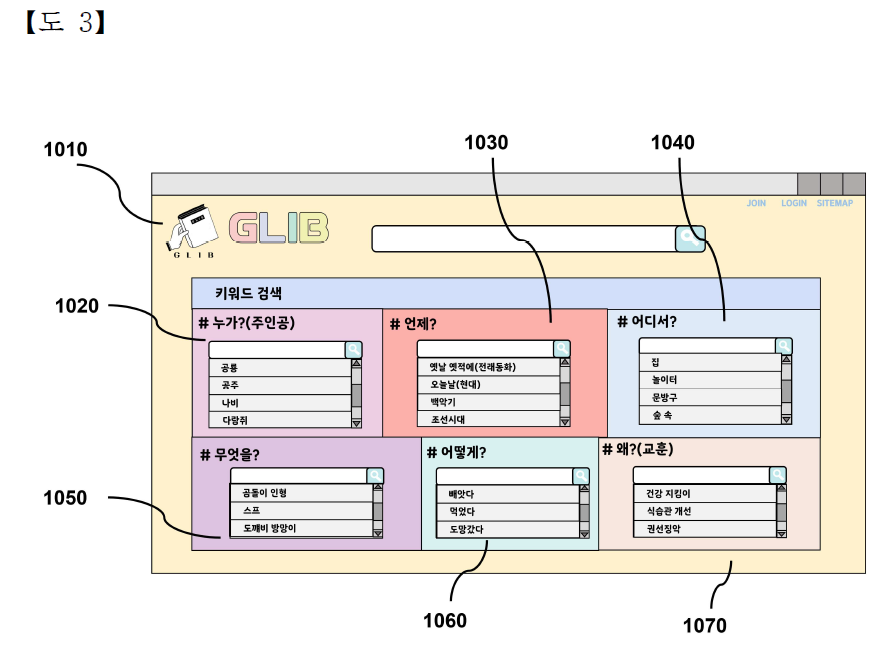 【도 3】
1030
1040
1010
JOIN LOGIN SITEMAP
GLIB
GLIB
키워드 검색
1020
# 누가?(주인공)
공룡
공주
나비
다람쥐
# 언제?
옛날 옛적에(전래동화)
오늘날(현대)
백악기
조선시대
# 어디서?
집
놀이터
문방구
숲 속
# 무엇을?
곰돌이 인형
스프
도깨비 방망이
# 어떻게?
빼앗다
먹었다
도망갔다
# 왜?(교훈)
건강 지킴이
식습관 개선
권선징악
1050
1060
1070